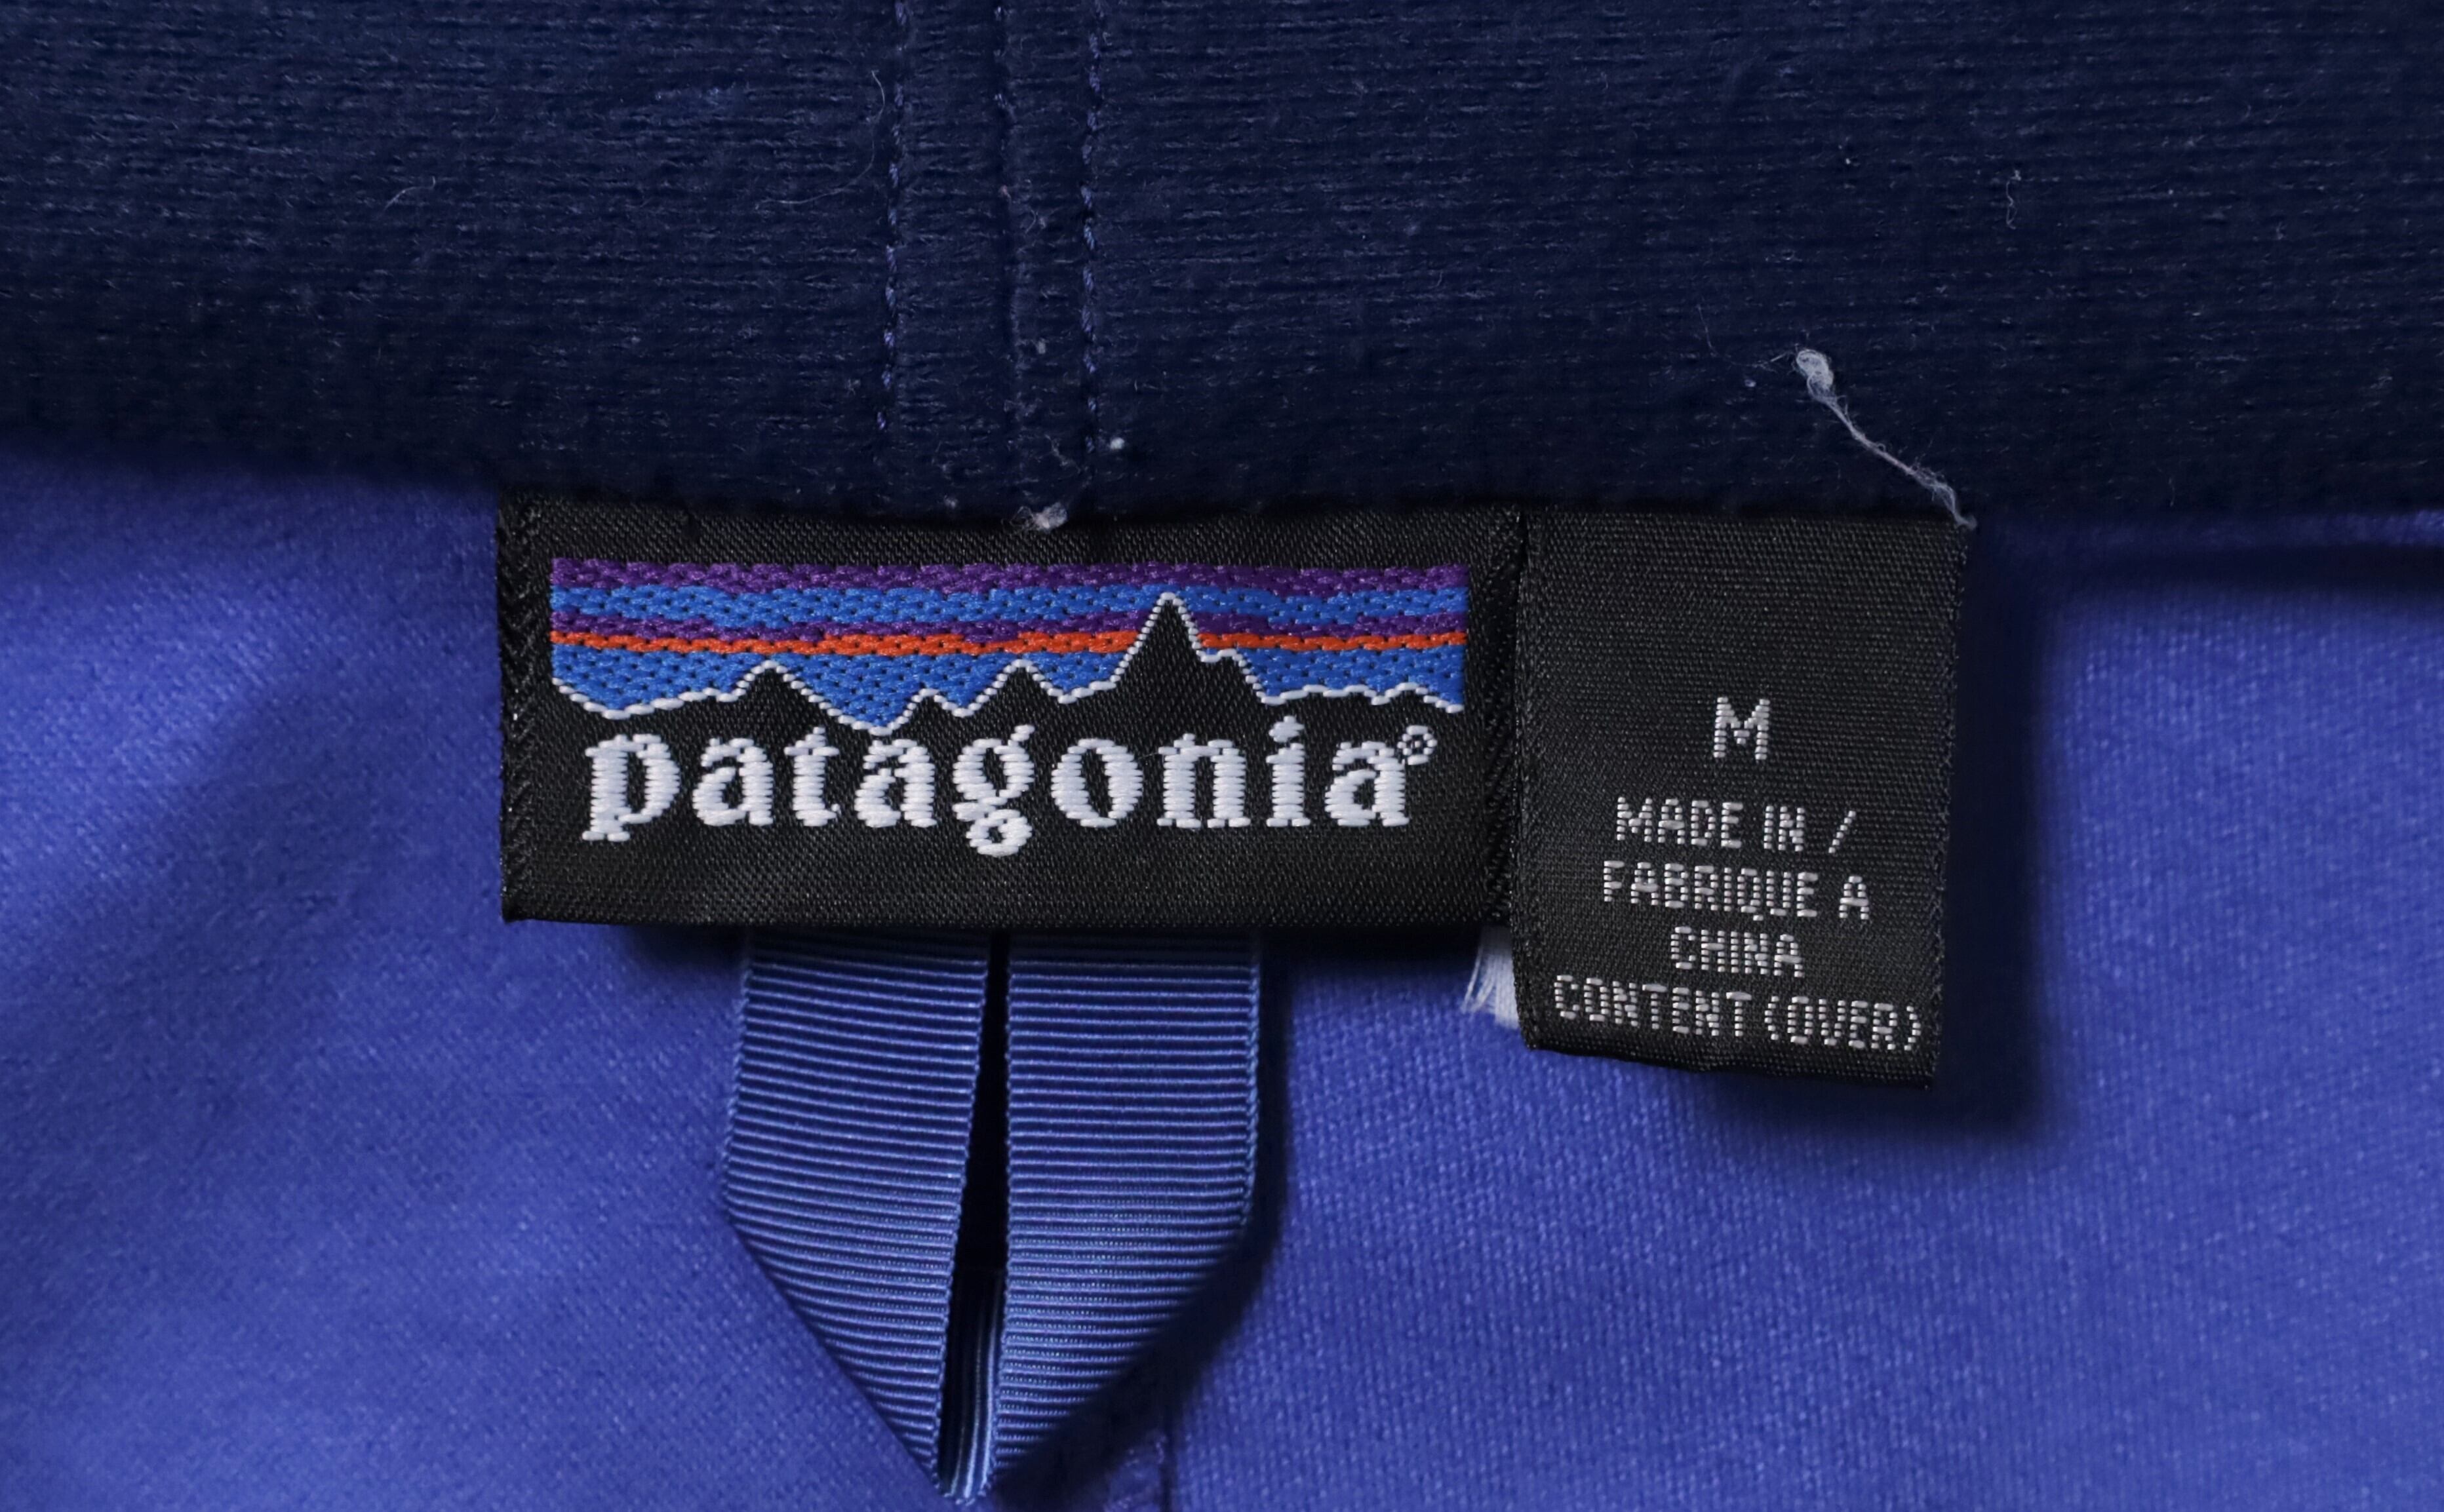 patagonia®
M
MADE IN /
FABRIQUE A
CHINA
CONTENT (OVER)